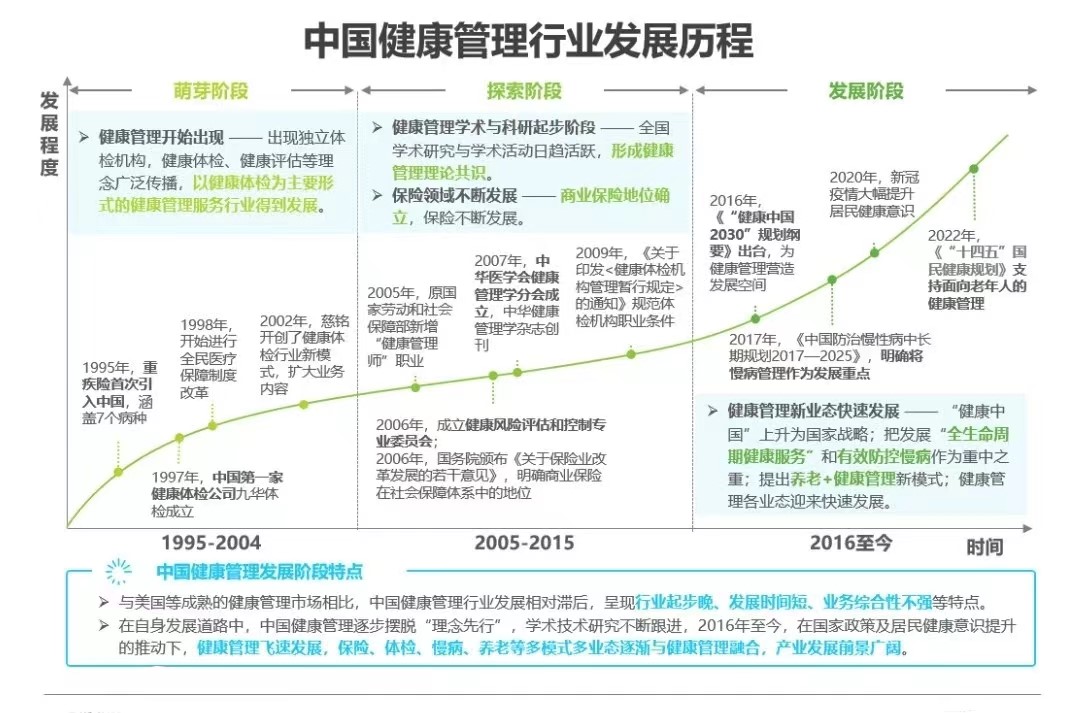 中国健康管理行业发展历程
发展程度
萌芽阶段
探索阶段
发展阶段
➢ 健康管理开始出现 —— 出现独立体
检机构，健康体检、健康评估等理
念广泛传播，以健康体检为主要形
式的健康管理服务行业得到发展。
➢ 健康管理学术与科研起步阶段 —— 全国
学术研究与学术活动日趋活跃，形成健康
管理理论共识。
➢ 保险领域不断发展 —— 商业保险地位确
立，保险不断发展。
1995年，重
疾险首次引
入中国，涵
盖7个病种
1997年，中国第一家
健康体检公司九华体
检成立
1998年，
开始进行
全民医疗
保障制度
改革
2002年，慈铭
开创了健康体
检行业新模
式，扩大业务
内容
2005年，原国
家劳动和社会
保障部新增
“健康管理
师”职业
2006年，成立健康风险评估和控制专
业委员会；
2006年，国务院颁布《关于保险业改
革发展的若干意见》，明确商业保险
在社会保障体系中的地位
2007年，中
华医学会健康
管理学分会成
立，中华健康
管理学杂志创
刊
2009年，《关于
印发<健康体检机
构管理暂行规定>
的通知》规范体
检机构职业条件
2016年，
《“健康中国
2030”规划纲
要》出台，为
健康管理营造
发展空间
2017年，《中国防治慢性病中长
期规划2017—2025》，明确将
慢病管理作为发展重点
2020年，新冠
疫情大幅提升
居民健康意识
2022年，
《“十四五”国
民健康规划》支
持面向老年人的
健康管理
➢ 健康管理新业态快速发展 —— “健康中
国”上升为国家战略；把发展“全生命周
期健康服务”和有效防控慢病作为重中之
重；提出养老+健康管理新模式；健康管
理各业态迎来快速发展。
1995-2004
2005-2015
2016至今
时间
中国健康管理发展阶段特点
➢ 与美国等成熟的健康管理市场相比，中国健康管理行业发展相对滞后，呈现行业起步晚、发展时间短、业务综合性不强等特点。
➢ 在自身发展道路中，中国健康管理逐步摆脱“理念先行”，学术技术研究不断跟进，2016年至今，在国家政策及居民健康意识提升
的推动下，健康管理飞速发展，保险、体检、慢病、养老等多模式多业态逐渐与健康管理融合，产业发展前景广阔。